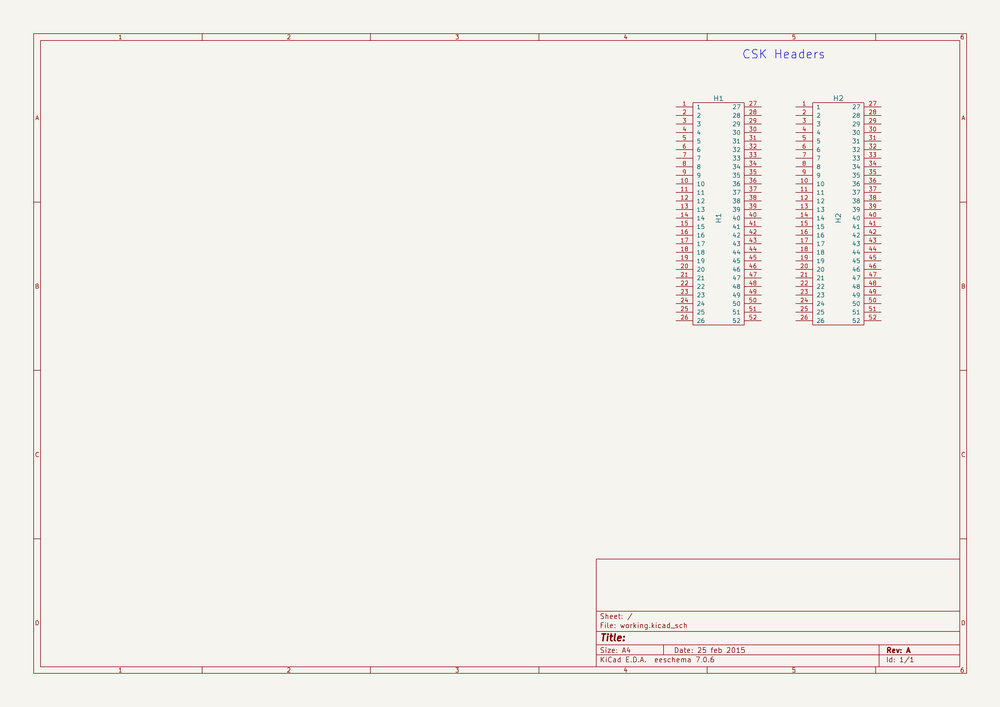 1 2 3 4 5 6
CSK Headers
H1 H2
A A
1 1 27 27 1 1 27 27
2 2 28 28 2 2 28 28
3 3 29 29 3 3 29 29
4 4 30 30 4 4 30 30
5 5 31 31 5 5 31 31
6 6 32 32 6 6 32 32
7 7 33 33 7 7 33 33
8 8 34 34 8 8 34 34
9 9 35 35 9 9 35 35
10 10 36 36 10 10 36 36
11 11 37 37 11 11 37 37
12 12 38 38 12 12 38 38
13 13 39 39 13 13 39 39
14 14 H1 40 40 14 14 H2 40 40
15 15 41 41 15 15 41 41
16 16 42 42 16 16 42 42
17 17 43 43 17 17 43 43
18 18 44 44 18 18 44 44
19 19 45 45 19 19 45 45
20 20 46 46 20 20 46 46
21 21 47 47 21 21 47 47
22 22 48 48 22 22 48 48
B B
23 23 49 49 23 23 49 49
24 24 50 50 24 24 50 50
25 25 51 51 25 25 51 51
26 26 52 52 26 26 52 52
C C
Sheet: /
File: working.kicad_sch
D D
Title:
Size: A4 Date: 25 feb 2015 Rev: A
KiCad E.D.A. eeschema 7.0.6 Id: 1/1
1 2 3 4 5 6